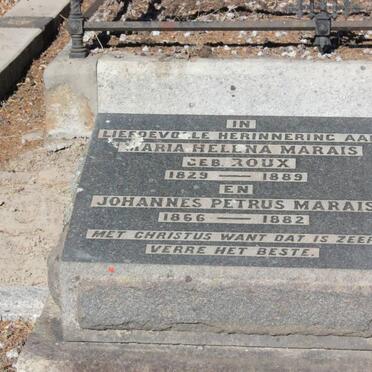 IN
LIEFDEVOLLE HERINNERING AAN
MARIA HELENA MARAIS
GEB. ROUX
1829 — 1889
EN
JOHANNES PETRUS MARAIS
1866 — 1882
MET CHRISTUS WANT DAT IS ZEER
VERRE HET BESTE.